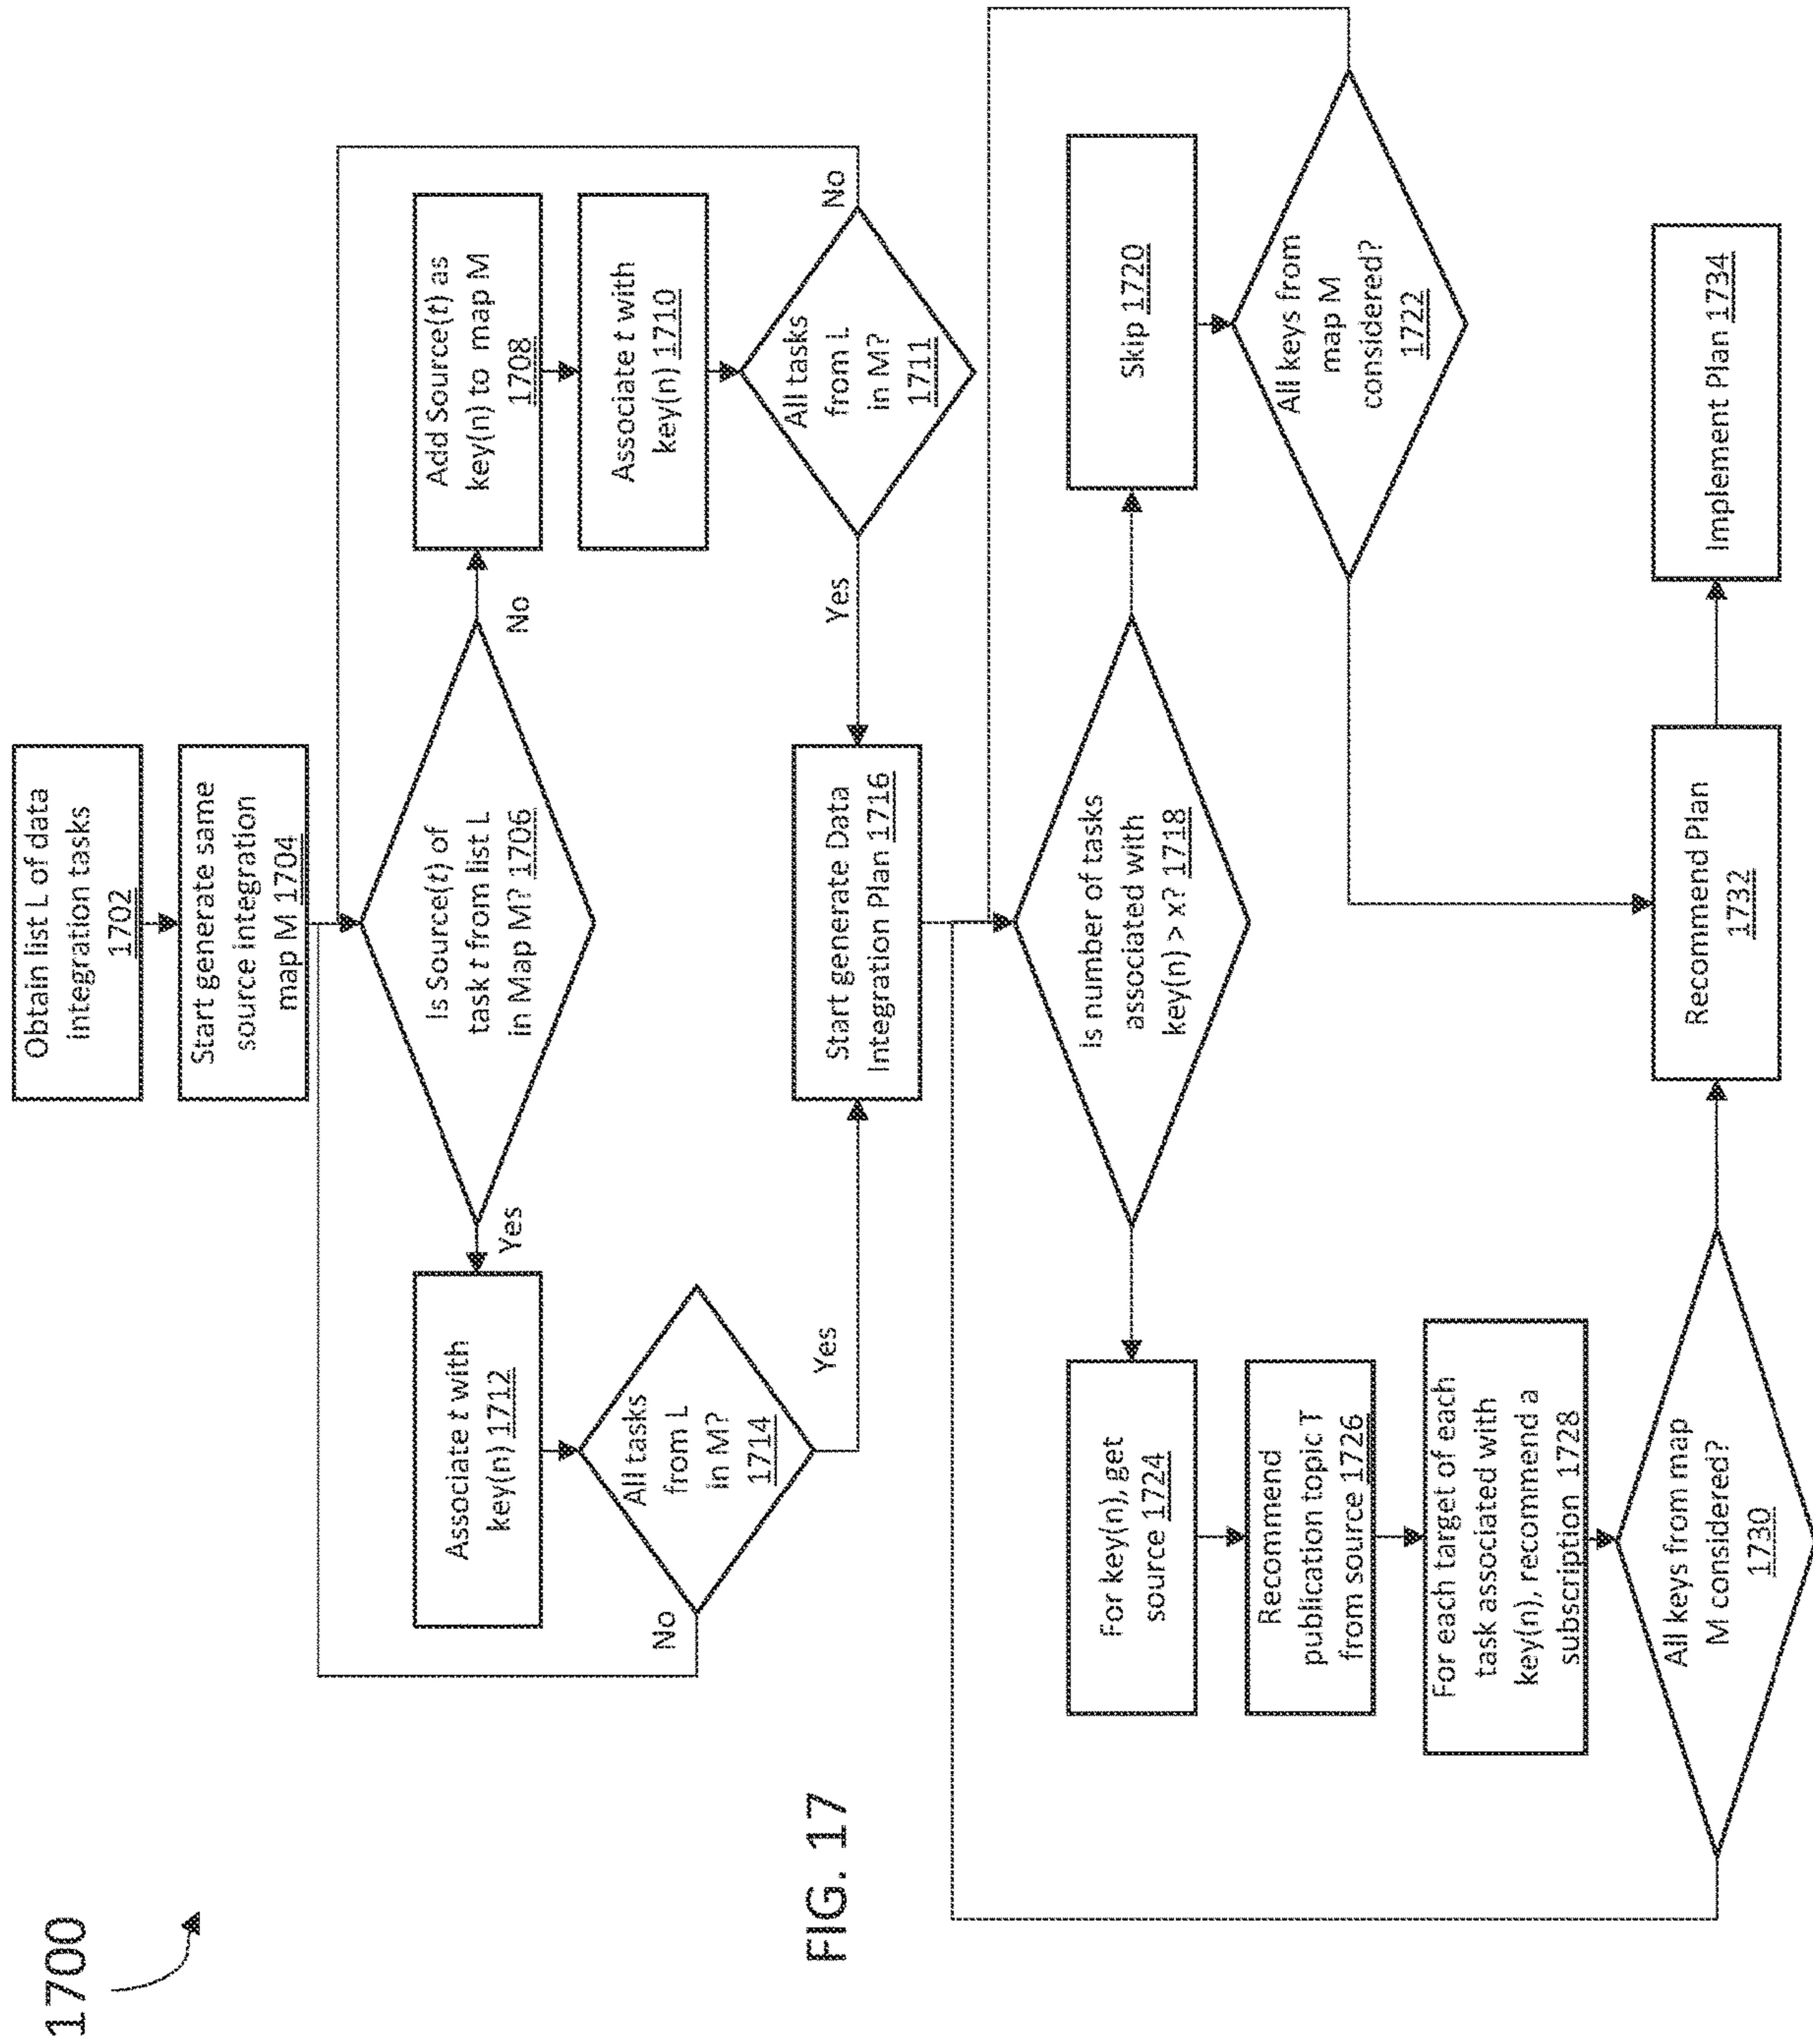 1700
Obtain list L of data
integration tasks
1702
Start generate same
source integration
map M 1704
Is Source(t) of
task t from list L
in Map M? 1706
No
Yes
Add Source(t) as
key(n) to map M
1708
Associate t with
key(n) 1710
All tasks
from L
in M?
1711
No
Yes
Associate t with
key(n) 1712
All tasks
from L
in M?
1714
No
Yes
Start generate Data
Integration Plan 1716
FIG. 17
Is number of tasks
associated with
key(n) > x? 1718
Skip 1720
All keys from
map M
considered?
1722
For key(n), get
source 1724
Recommend
publication topic T
from source 1726
For each target of each
task associated with
key(n), recommend a
subscription 1728
All keys from map
M considered?
1730
Recommend Plan
1732
Implement Plan 1734